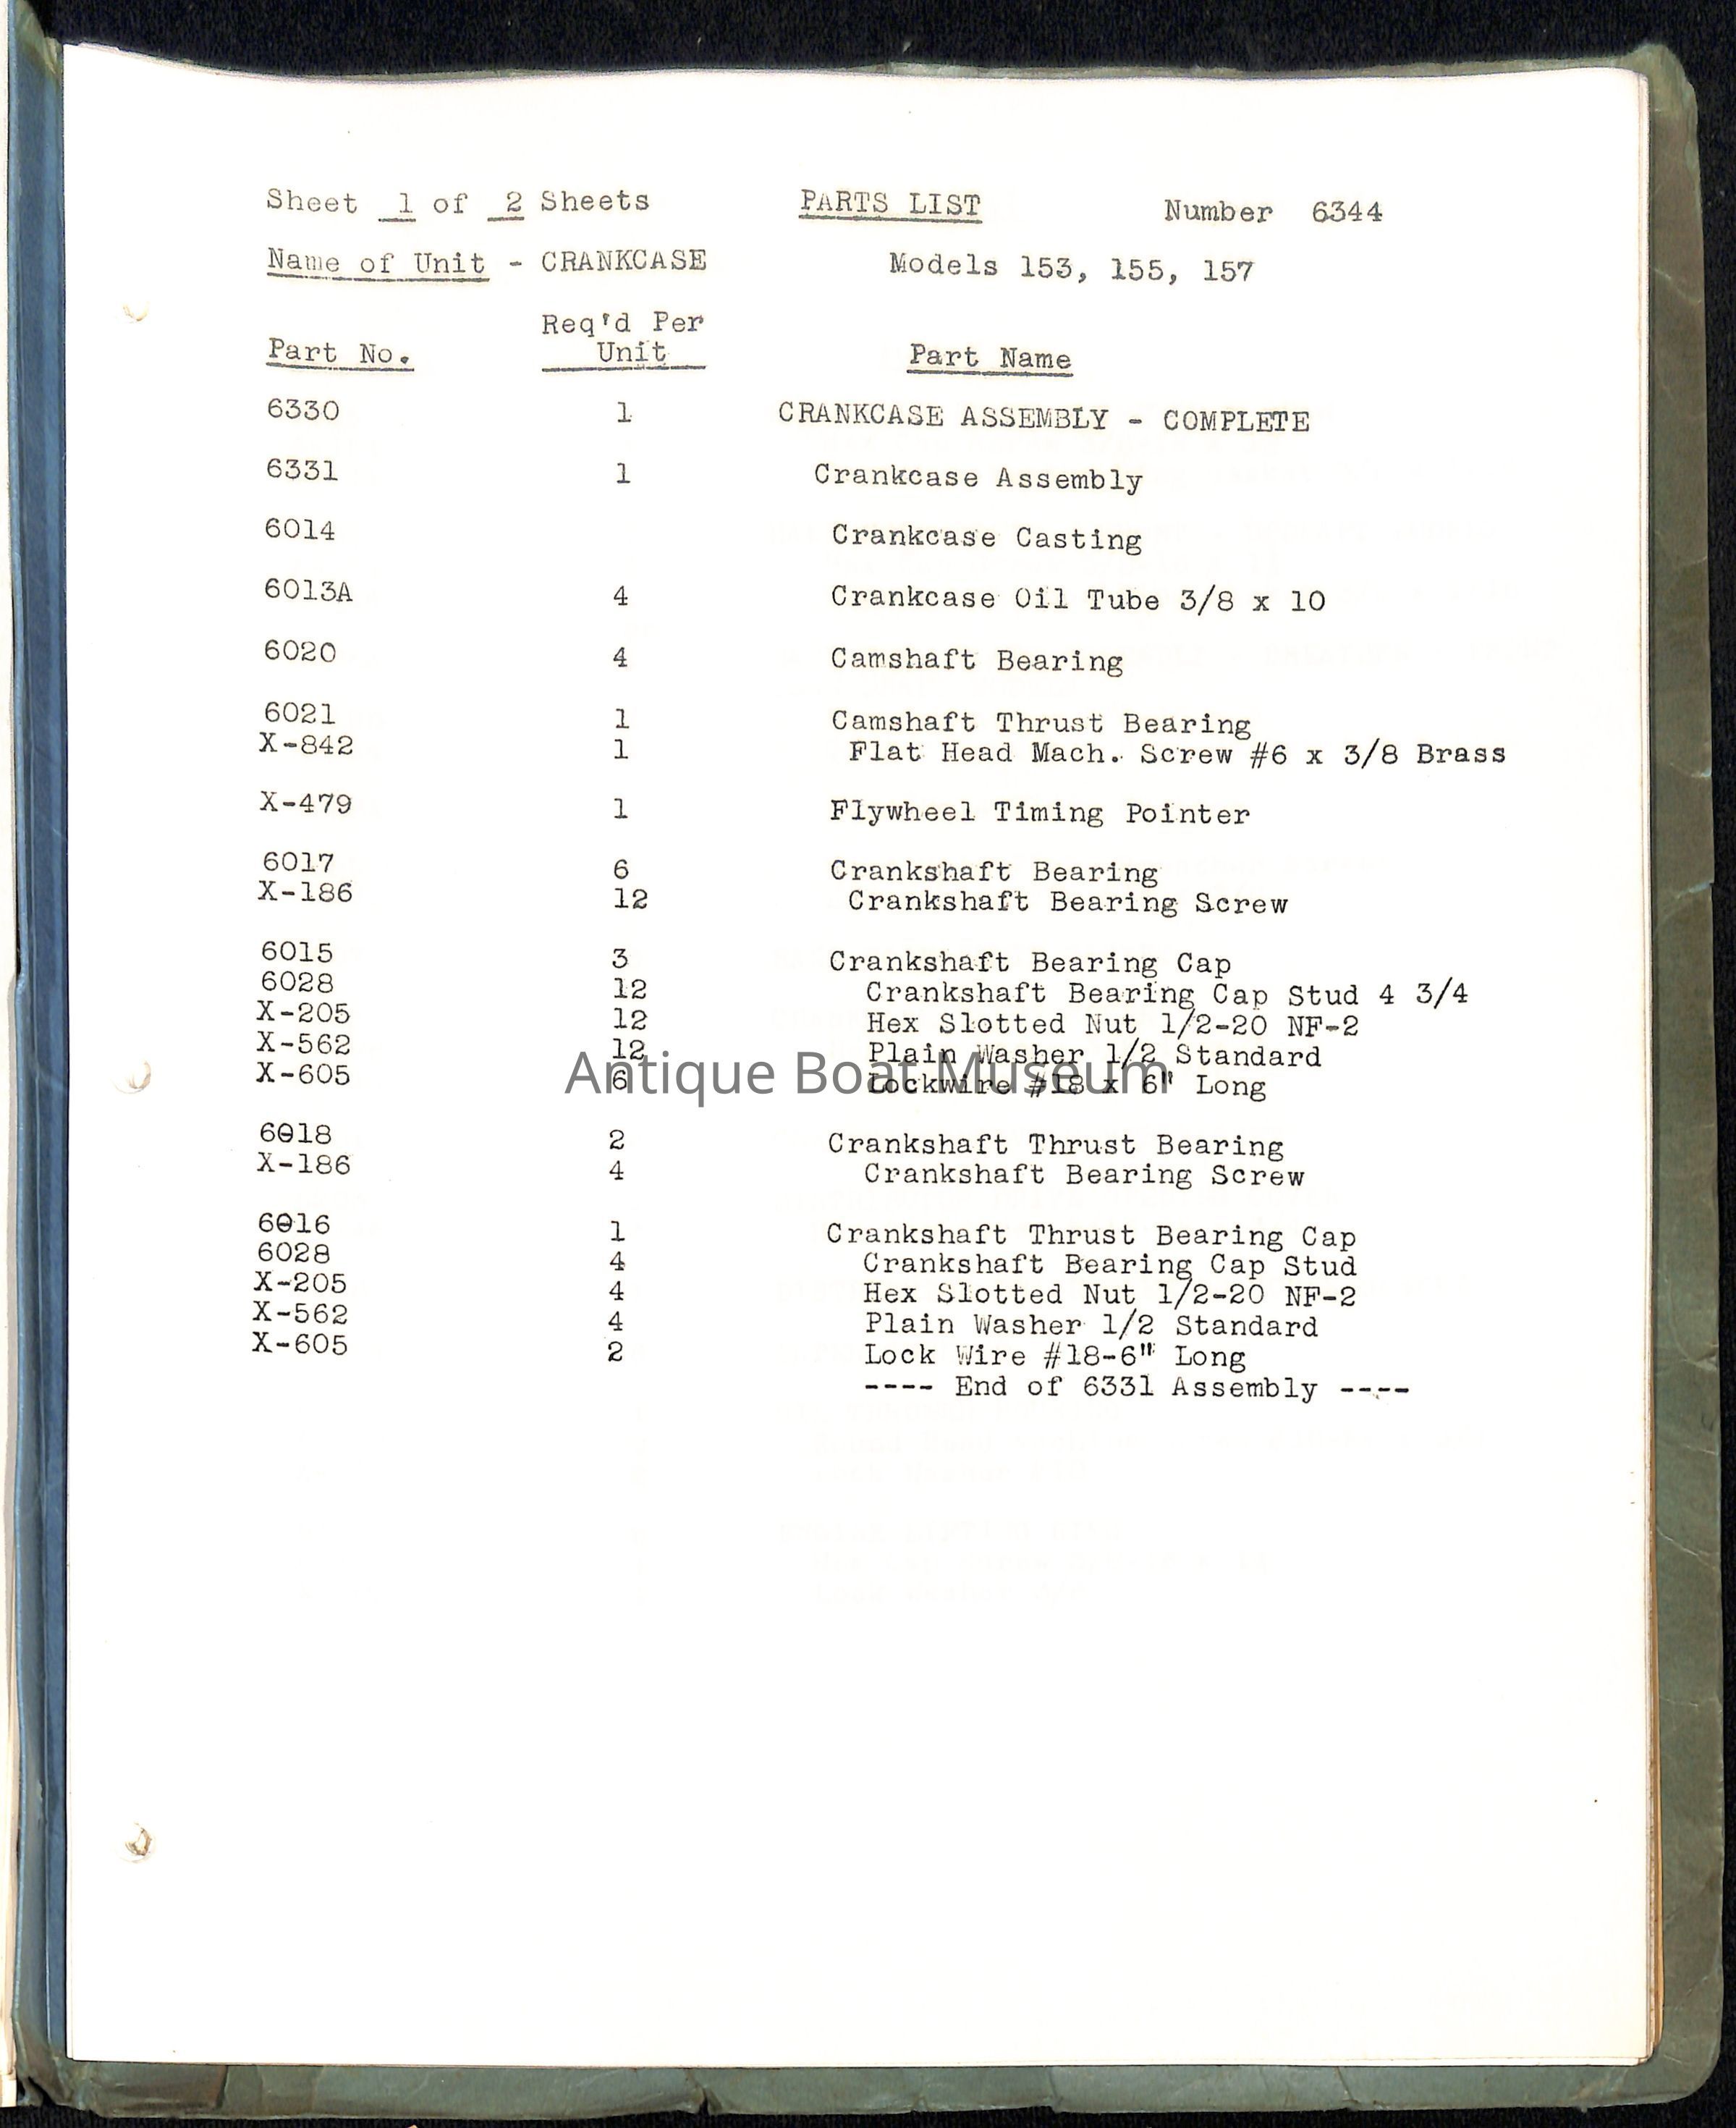 Sheet 1 of 2 Sheets PARTS LIST Number 6344
Name of Unit - CRANKCASE Models 153, 155, 157
Req'd Per
Part No. Unit Part Name
6330 1 CRANKCASE ASSEMBLY - COMPLETE
6331 1 Crankcase Assembly
6014 Crankcase Casting
6013A 4 Crankcase Oil Tube 3/8 x 10
6020 4 Camshaft Bearing
6021 1 Camshaft Thrust Bearing
X-842 1 Flat Head Mach. Screw #6 x 3/8 Brass
X-479 1 Flywheel Timing Pointer
6017 6 Crankshaft Bearing
X-186 12 Crankshaft Bearing Screw
6015 3 Crankshaft Bearing Cap
6028 12 Crankshaft Bearing Cap Stud 4 3/4
X-205 12 Hex Slotted Nut 1/2-20 NF-2
X-562 12 Plain Washer 1/2 Standard
X-605 6 Lockwire #18 x 6" Long
Antique Boat Museum
6018 2 Crankshaft Thrust Bearing
X-186 4 Crankshaft Bearing Screw
6016 1 Crankshaft Thrust Bearing Cap
6028 4 Crankshaft Bearing Cap Stud
X-205 4 Hex Slotted Nut 1/2-20 NF-2
X-562 4 Plain Washer 1/2 Standard
X-605 2 Lock Wire #18-6" Long
---- End of 6331 Assembly ----